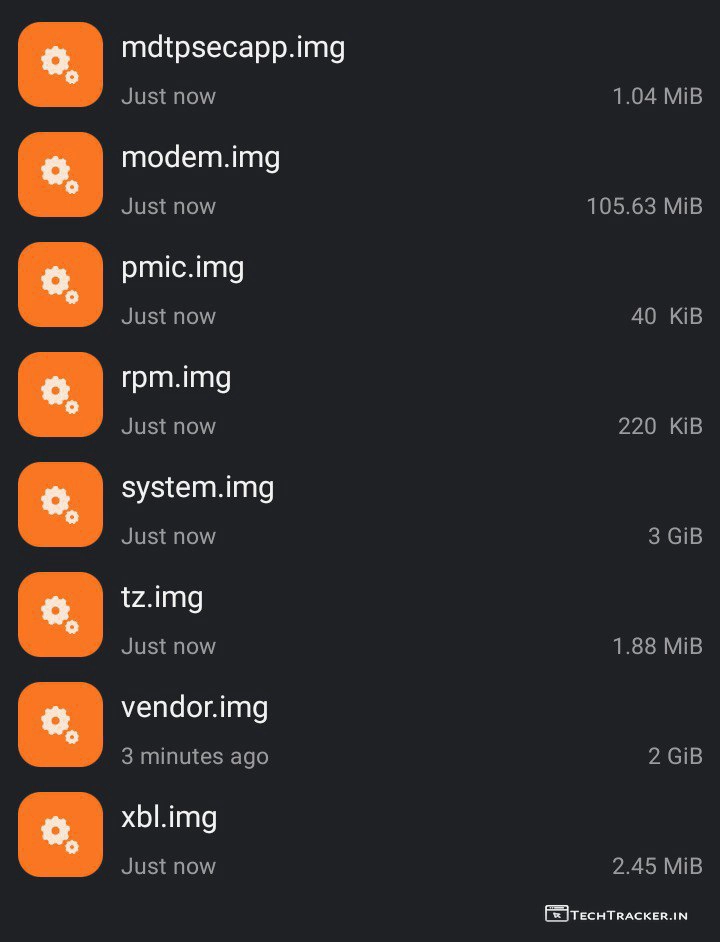 mdtpsecapp.img
Just now 1.04 MiB
modem.img
Just now 105.63 MiB
pmic.img
Just now 40 KiB
rpm.img
Just now 220 KiB
system.img
Just now 3 GiB
tz.img
Just now 1.88 MiB
vendor.img
3 minutes ago 2 GiB
xbl.img
Just now 2.45 MiB
TECHTRACKER.IN